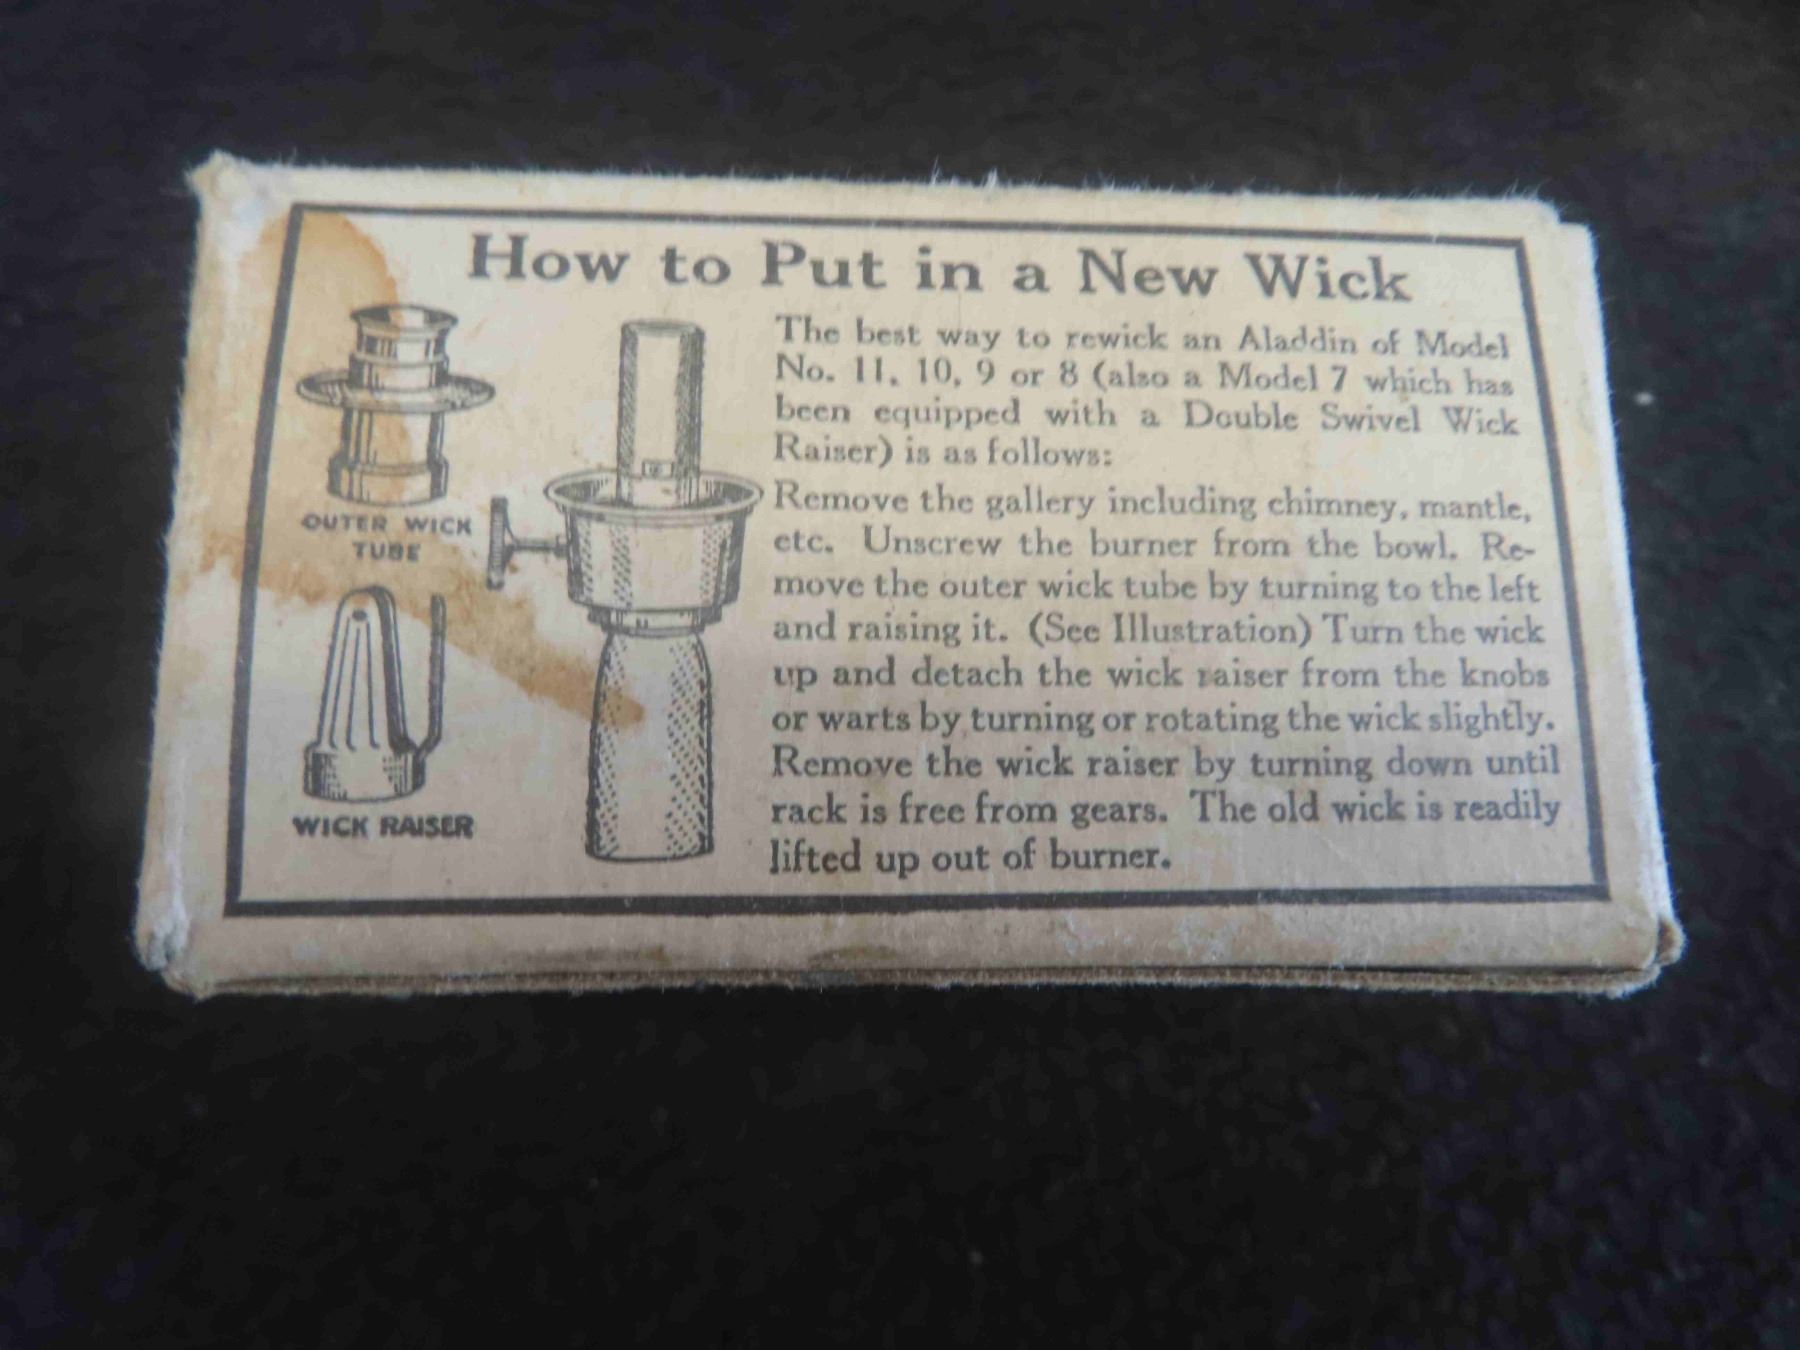 How to Put in a New Wick
The best way to rewick an Aladdin of Model
No. 11, 10, 9 or 8 (also a Model 7 which has
been equipped with a Double Swivel Wick
Raiser) is as follows:
Remove the gallery including chimney, mantle,
etc. Unscrew the burner from the bowl. Re-
move the outer wick tube by turning to the left
and raising it. (See Illustration) Turn the wick
up and detach the wick raiser from the knobs
or warts by turning or rotating the wick slightly.
Remove the wick raiser by turning down until
rack is free from gears. The old wick is readily
lifted up out of burner.
OUTER WICK
TUBE
WICK RAISER